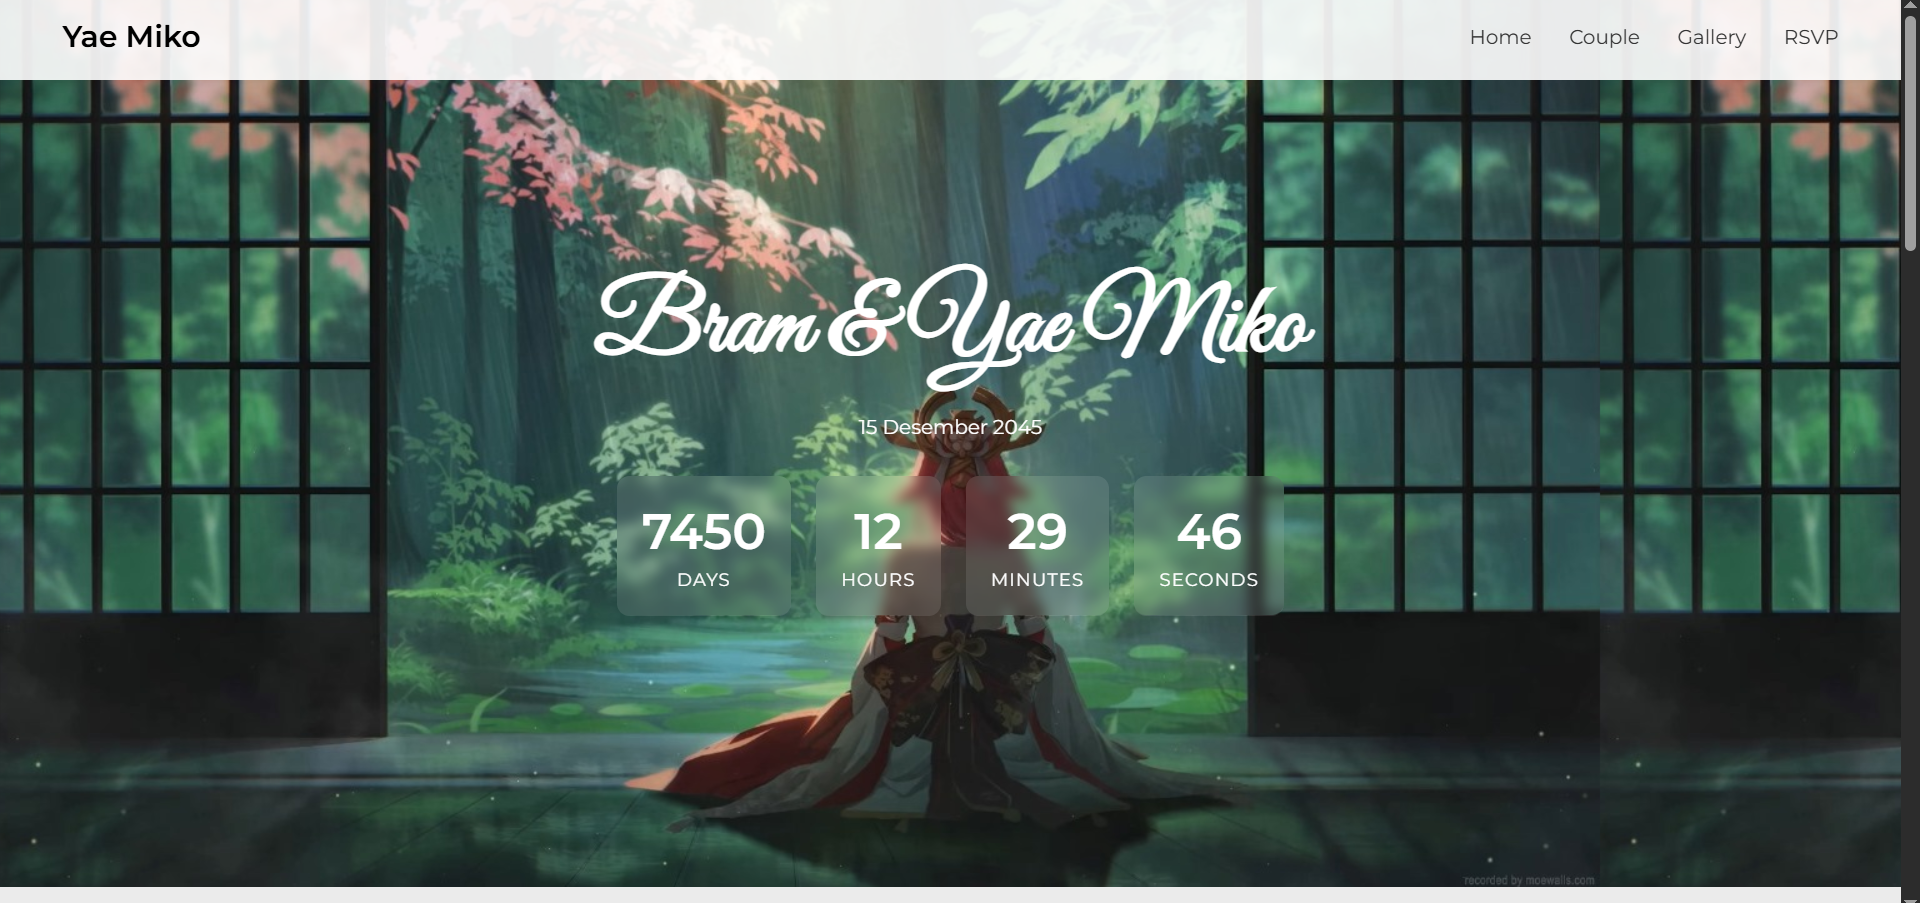 Yae Miko
Home Couple Gallery RSVP
Bram & Yae Miko
15 Desember 2045
7450 12 29 46
DAYS HOURS MINUTES SECONDS
recorded by moewalls.com